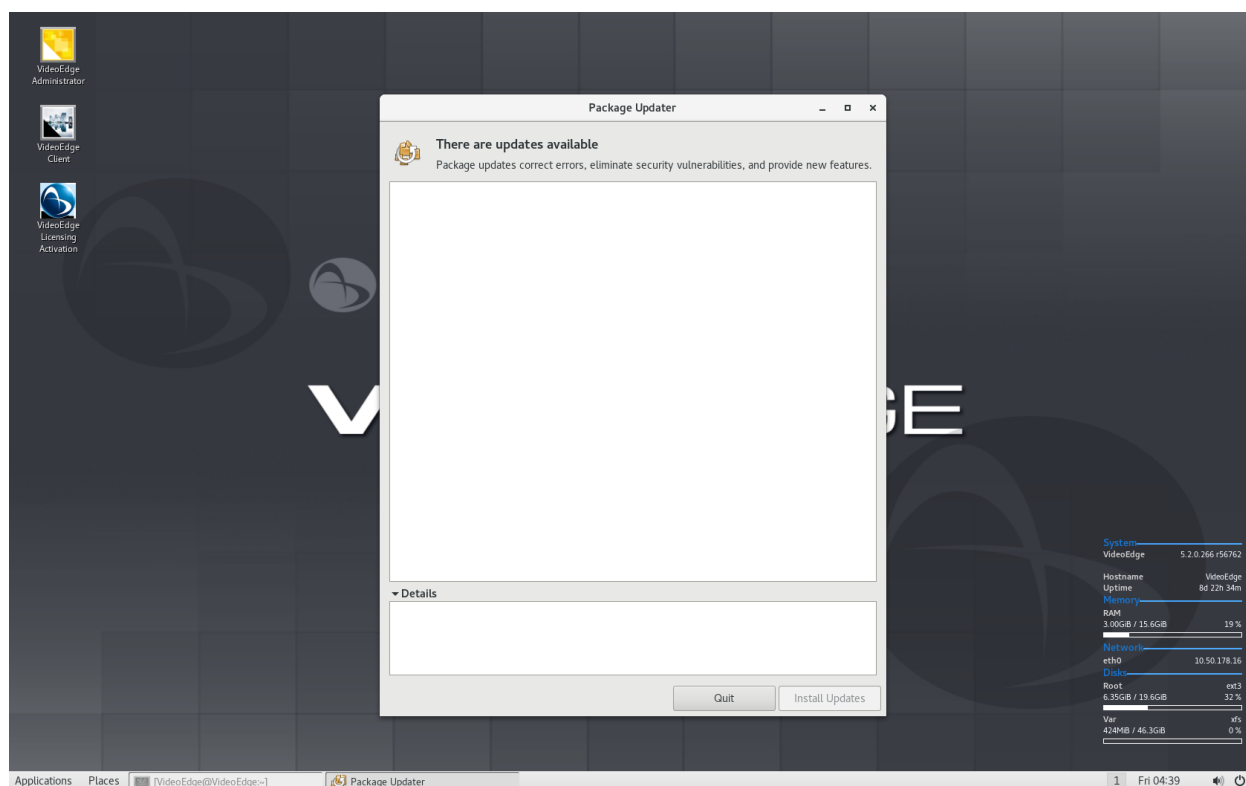 VideoEdge
Administrator
VideoEdge
Client
VideoEdge
Licensing
Activation
Package Updater
There are updates available
Package updates correct errors, eliminate security vulnerabilities, and provide new features.
Details
Quit
Install Updates
System
VideoEdge 5.2.0.266 r56762
Hostname VideoEdge
Uptime 8d 22h 34m
Memory
RAM
3.00GiB / 15.6GiB 19 %
Network
eth0 10.50.178.16
Disks
Root ext3
6.35GiB / 19.6GiB 32 %
Var xfs
424MiB / 46.3GiB 0 %
Applications Places [VideoEdge@VideoEdge:~] Package Updater 1 Fri 04:39